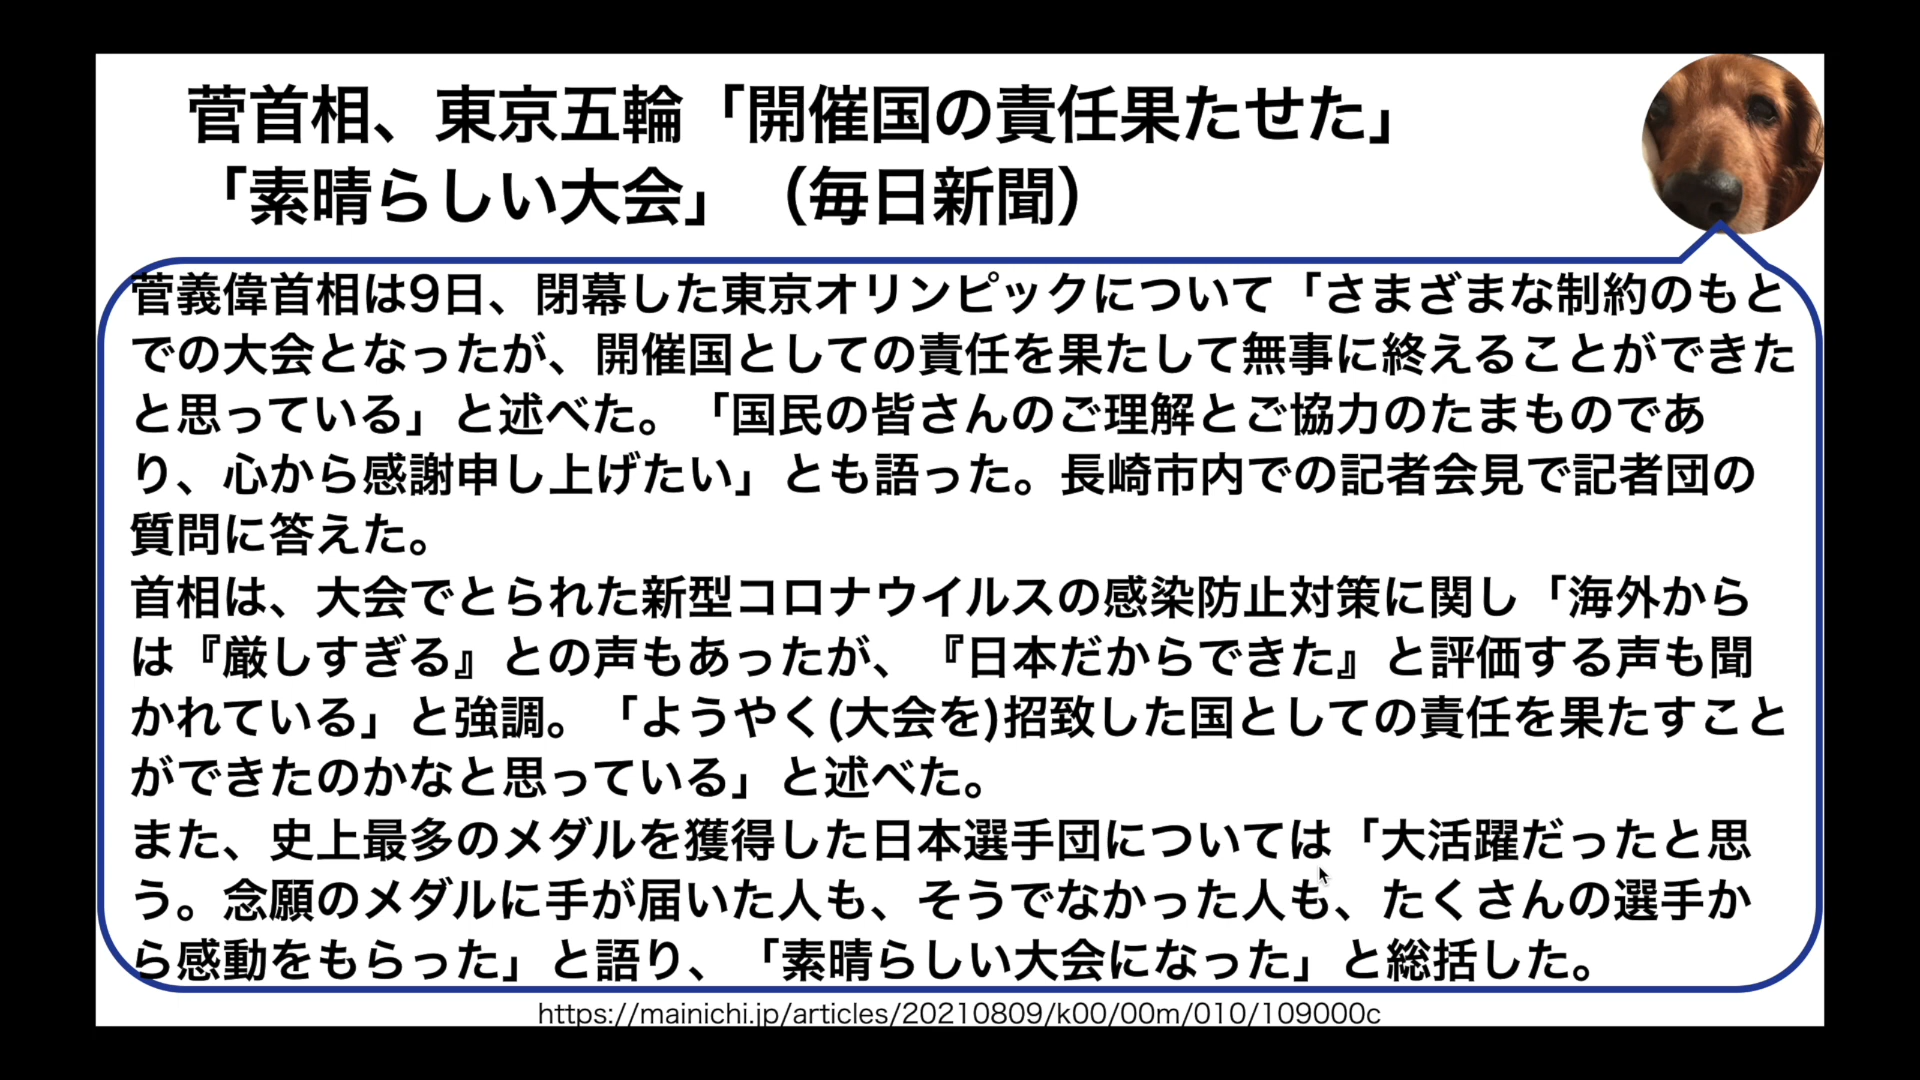 菅首相、東京五輪「開催国の責任果たせた」
「素晴らしい大会」（毎日新聞）
菅義偉首相は9日、閉幕した東京オリンピックについて「さまざまな制約のもと
での大会となったが、開催国としての責任を果たして無事に終えることができた
と思っている」と述べた。「国民の皆さんのご理解とご協力のたまものであ
り、心から感謝申し上げたい」とも語った。長崎市内での記者会見で記者団の
質問に答えた。
首相は、大会でとられた新型コロナウイルスの感染防止対策に関し「海外から
は『厳しすぎる』との声もあったが、『日本だからできた』と評価する声も聞
かれている」と強調。「ようやく(大会を)招致した国としての責任を果たすこと
ができたのかなと思っている」と述べた。
また、史上最多のメダルを獲得した日本選手団については「大活躍だったと思
う。念願のメダルに手が届いた人も、そうでなかった人も、たくさんの選手か
ら感動をもらった」と語り、「素晴らしい大会になった」と総括した。
https://mainichi.jp/articles/20210809/k00/00m/010/109000c